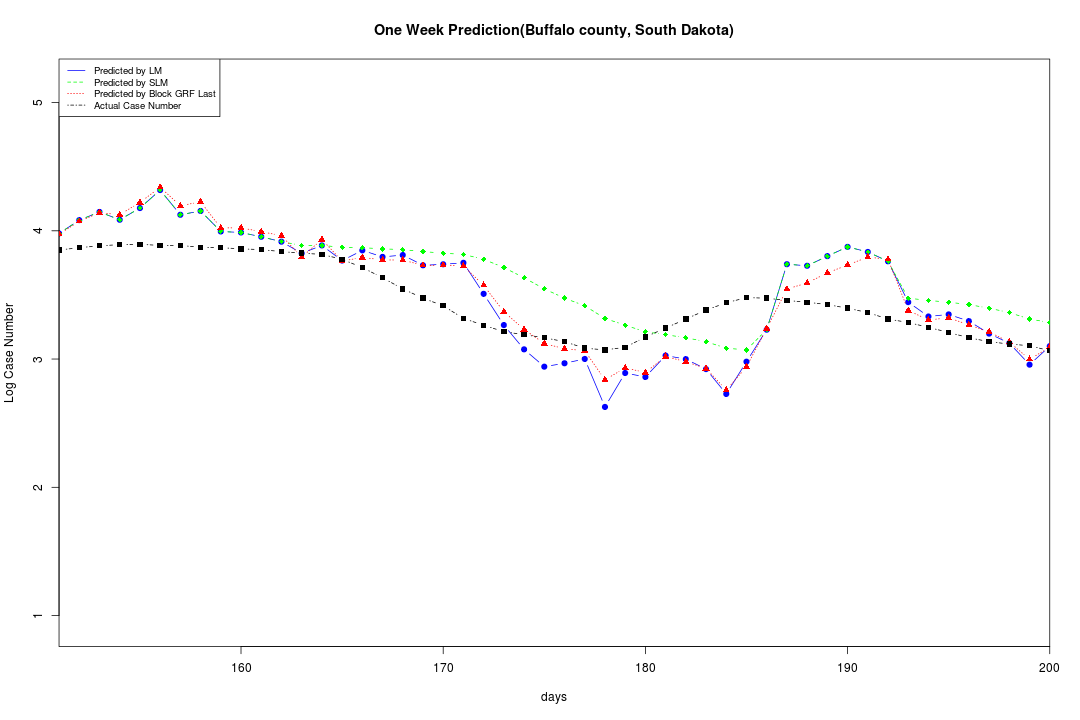 One Week Prediction(Buffalo county, South Dakota)
Predicted by LM
Predicted by SLM
Predicted by Block GRF Last
Actual Case Number
5
4
3
2
1
Log Case Number
160 170 180 190 200
days